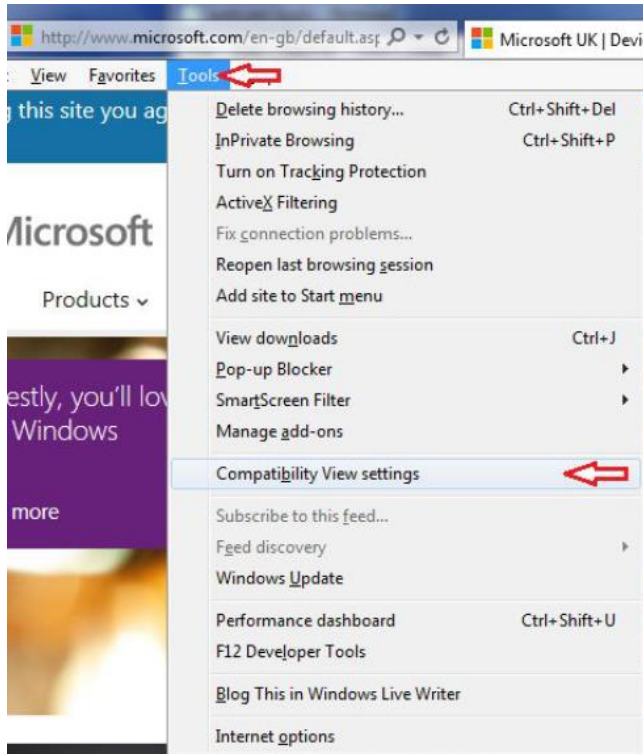 http://www.microsoft.com/en-gb/default.asp Microsoft UK | Devi
View Favorites Tools
this site you ag
Delete browsing history... Ctrl+Shift+Del
InPrivate Browsing Ctrl+Shift+P
Turn on Tracking Protection
ActiveX Filtering
Microsoft
Fix connection problems...
Reopen last browsing session
Products
Add site to Start menu
View downloads Ctrl+J
Pop-up Blocker
estly, you'll lov
SmartScreen Filter
Windows
Manage add-ons
Compatibility View settings
more
Subscribe to this feed...
Feed discovery
Windows Update
Performance dashboard Ctrl+Shift+U
F12 Developer Tools
Blog This in Windows Live Writer
Internet options